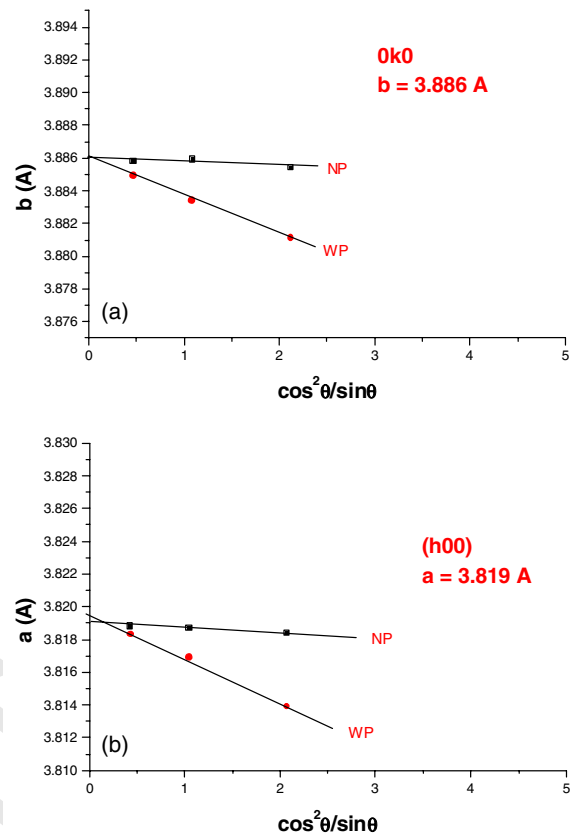 3.894
3.892
3.890
3.888
3.886
3.884
3.882
3.880
3.878
3.876
b (A)
0k0
b = 3.886 A
NP
WP
(a)
0 1 2 3 4 5
cos²θ/sinθ
3.830
3.828
3.826
3.824
3.822
3.820
3.818
3.816
3.814
3.812
3.810
a (A)
(h00)
a = 3.819 A
NP
WP
(b)
0 1 2 3 4 5
cos²θ/sinθ